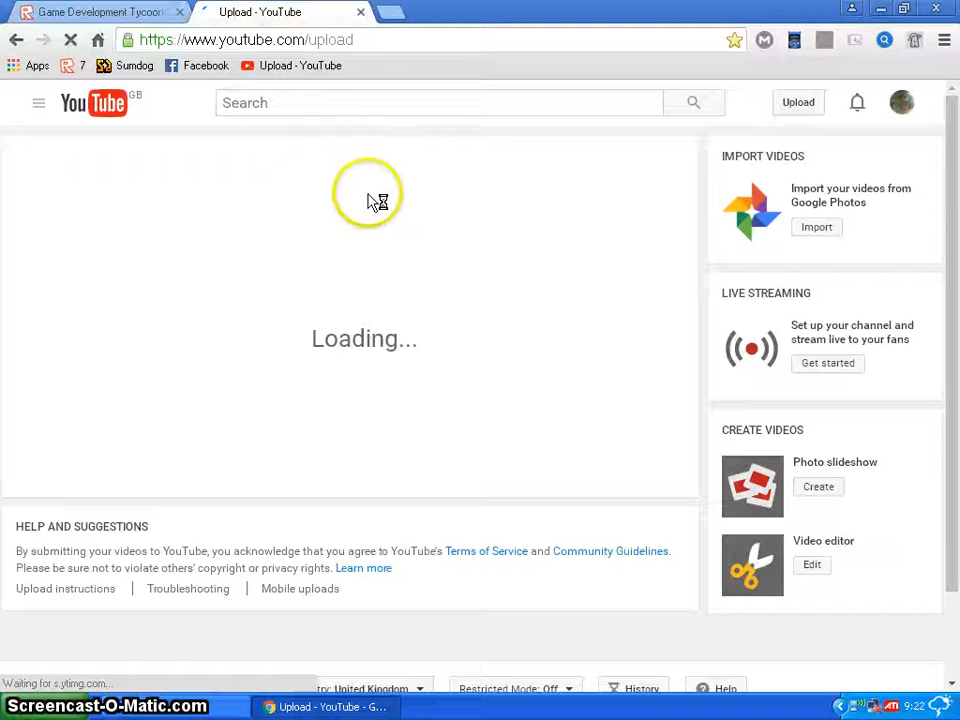 Game Development Tycoon
Upload - YouTube
https://www.youtube.com/upload
Apps
7
Sumdog
Facebook
Upload - YouTube
YouTube GB
Search
Upload
IMPORT VIDEOS
Import your videos from
Google Photos
Import
Loading...
LIVE STREAMING
Set up your channel and
stream live to your fans
Get started
CREATE VIDEOS
Photo slideshow
Create
Video editor
Edit
HELP AND SUGGESTIONS
By submitting your videos to YouTube, you acknowledge that you agree to YouTube's Terms of Service and Community Guidelines.
Please be sure not to violate others' copyright or privacy rights. Learn more
Upload instructions
Troubleshooting
Mobile uploads
Waiting for s.ytimg.com...
try: United Kingdom
Restricted Mode: Off
History
Help
Screencast-O-Matic.com
Upload - YouTube - G...
ATI
9:22